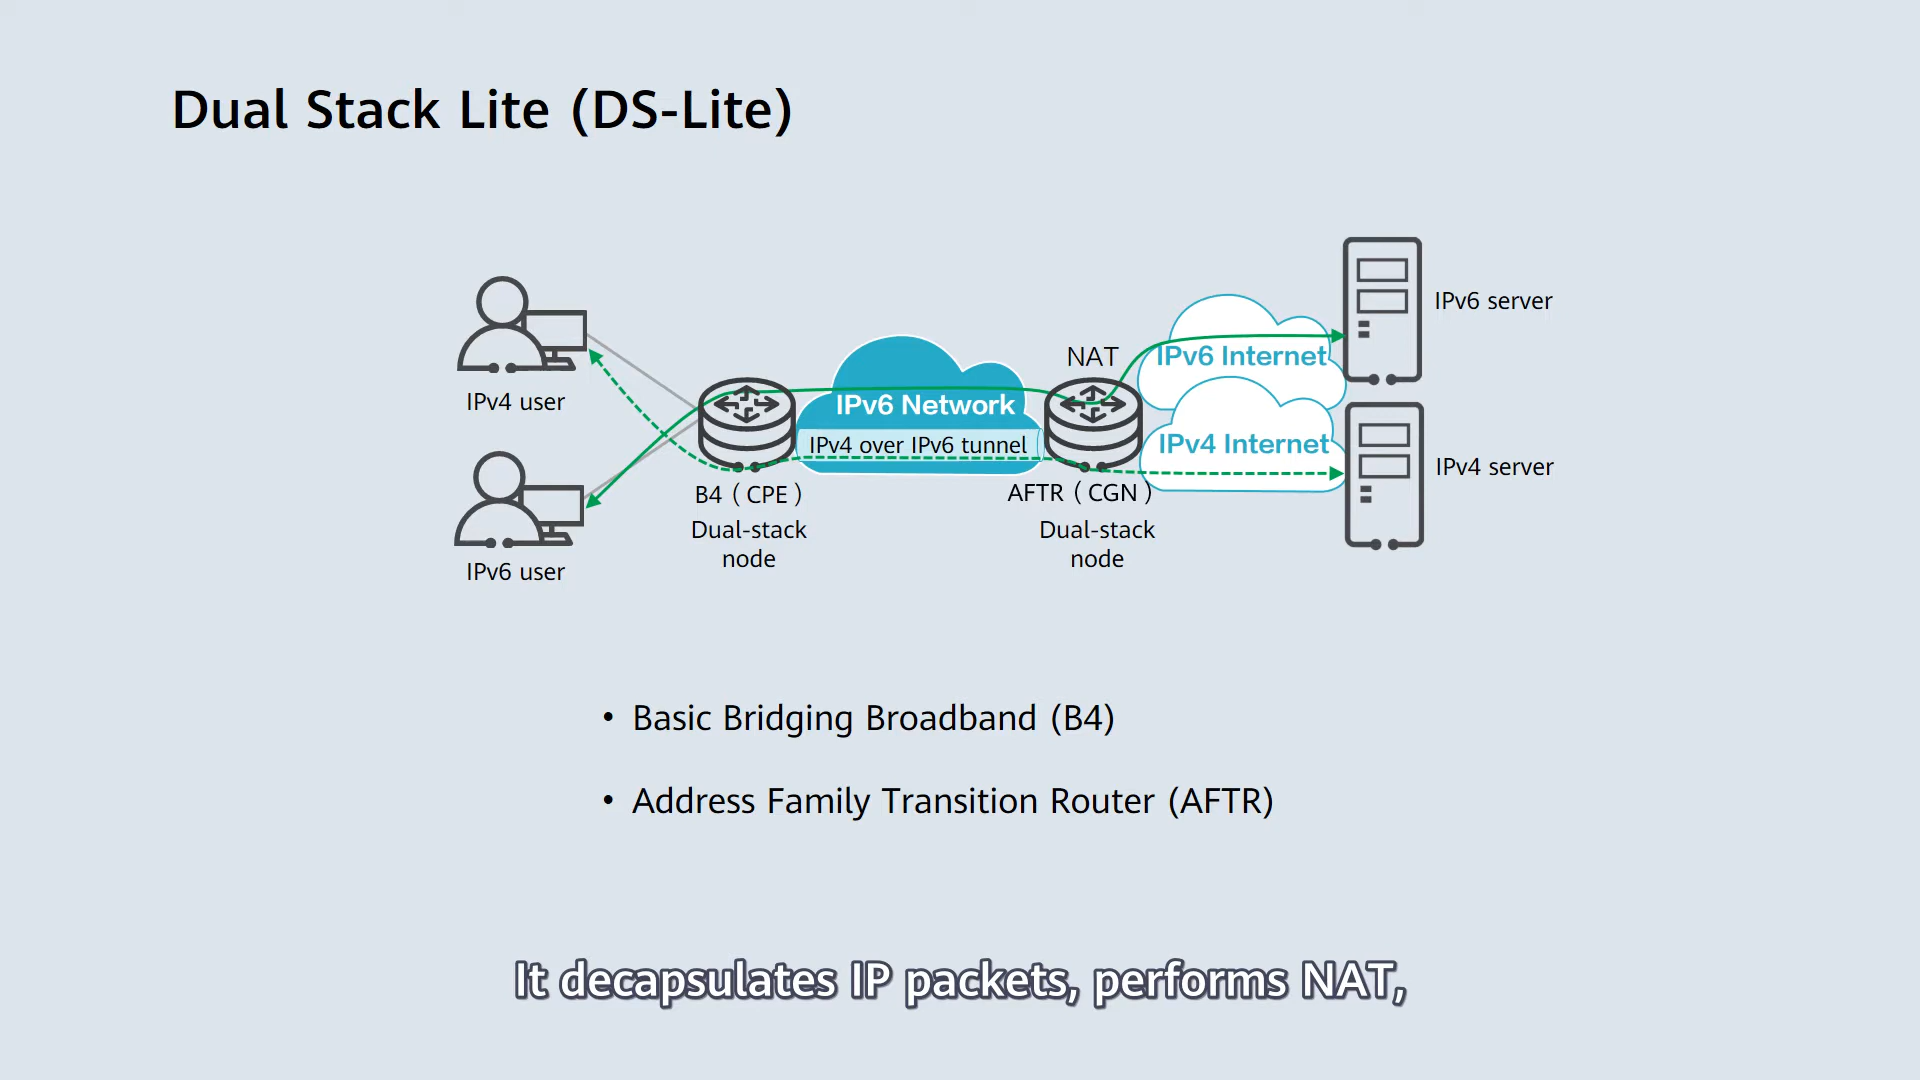 Dual Stack Lite (DS-Lite)
IPv6 server
NAT
IPv6 Internet
IPv4 user
IPv6 Network
IPv4 over IPv6 tunnel
IPv4 Internet
IPv4 server
B4（CPE）
AFTR（CGN）
Dual-stack
node
Dual-stack
node
IPv6 user
• Basic Bridging Broadband (B4)
• Address Family Transition Router (AFTR)
It decapsulates IP packets, performs NAT,